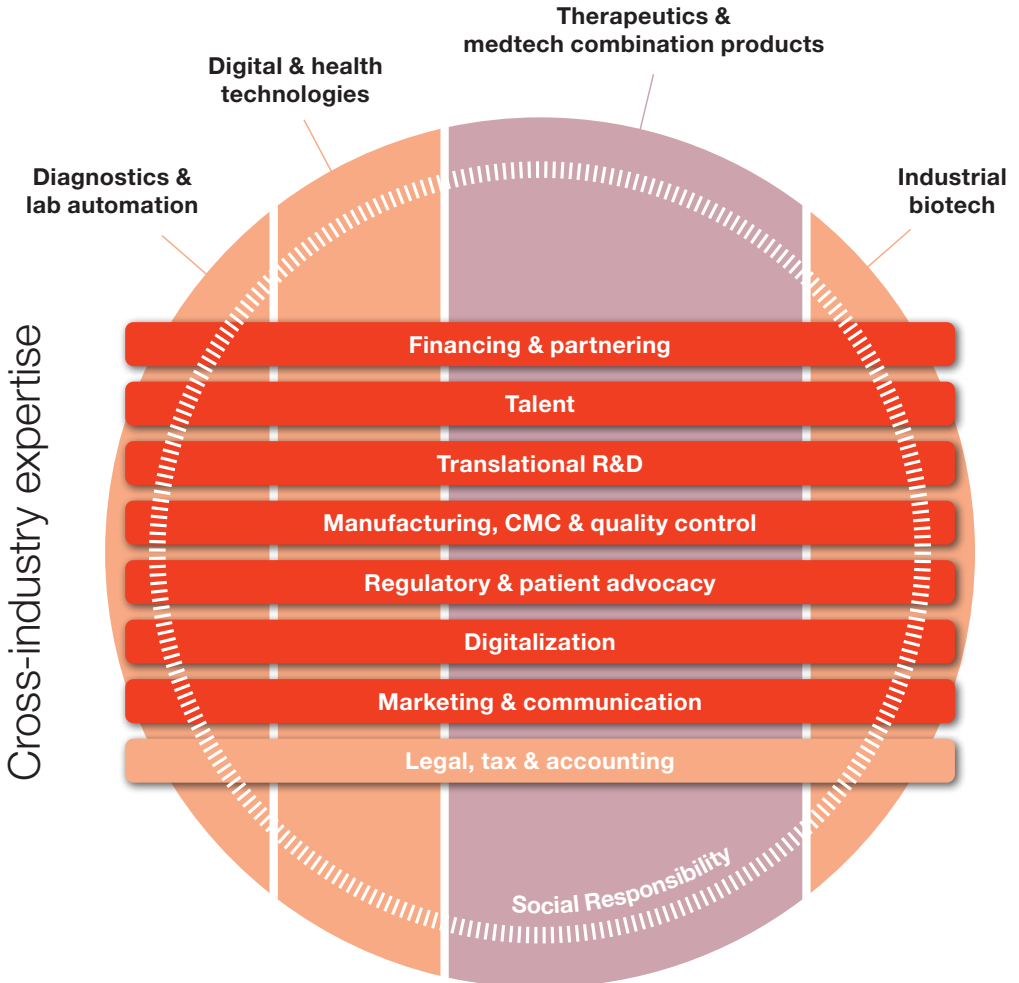 Therapeutics &
medtech combination products
Digital & health
technologies
Diagnostics &
lab automation
Industrial
biotech
Cross-industry expertise
Financing & partnering
Talent
Translational R&D
Manufacturing, CMC & quality control
Regulatory & patient advocacy
Digitalization
Marketing & communication
Legal, tax & accounting
Social Responsibility